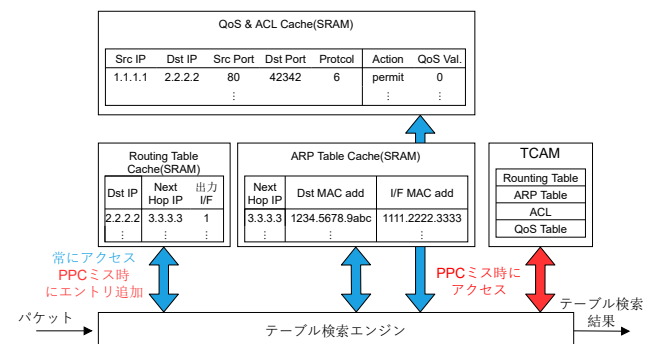 QoS & ACL Cache(SRAM)
Src IP Dst IP Src Port Dst Port Protcol Action QoS Val.
1.1.1.1 2.2.2.2 80 42342 6 permit 0
⋮ ⋮ ⋮
Routing Table
Cache(SRAM)
Dst IP Next Hop IP 出力 I/F
2.2.2.2 3.3.3.3 1
⋮ ⋮ ⋮
ARP Table Cache(SRAM)
Next Hop IP Dst MAC add I/F MAC add
3.3.3.3 1234.5678.9abc 1111.2222.3333
⋮ ⋮ ⋮
TCAM
Rounting Table
ARP Table
ACL
QoS Table
常にアクセス
PPCミス時
にエントリ追加
PPCミス時に
アクセス
パケット
テーブル検索エンジン
テーブル検索
結果